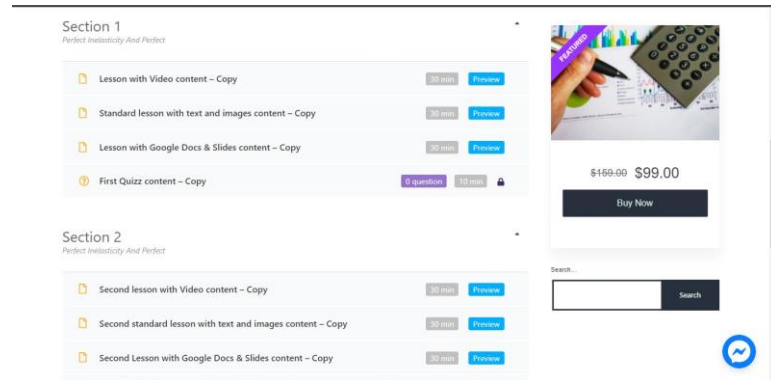 Section 1
Perfect Inelasticity And Perfect
Lesson with Video content – Copy
30 min
Preview
Standard lesson with text and images content – Copy
30 min
Preview
Lesson with Google Docs & Slides content – Copy
30 min
Preview
First Quizz content – Copy
0 question
10 min
Section 2
Perfect Inelasticity And Perfect
Second lesson with Video content – Copy
30 min
Preview
Second standard lesson with text and images content – Copy
30 min
Preview
Second Lesson with Google Docs & Slides content – Copy
30 min
Preview
FEATURED
$159.00 $99.00
Buy Now
Search...
Search